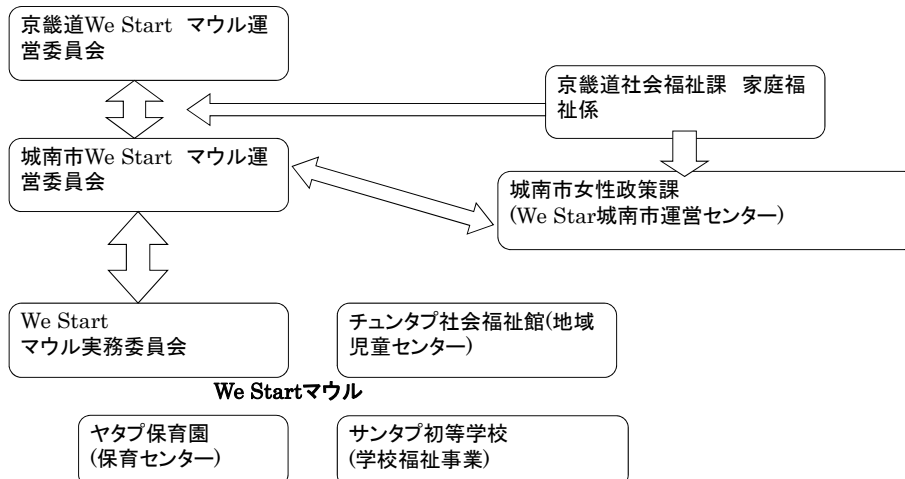 京畿道We Start マウル運
営委員会
京畿道社会福祉課 家庭福
祉係
城南市We Start マウル運
営委員会
城南市女性政策課
(We Star城南市運営センター)
We Start
マウル実務委員会
チュンタプ社会福祉館(地域
児童センター)
We Startマウル
ヤタプ保育園
(保育センター)
サンタプ初等学校
(学校福祉事業)